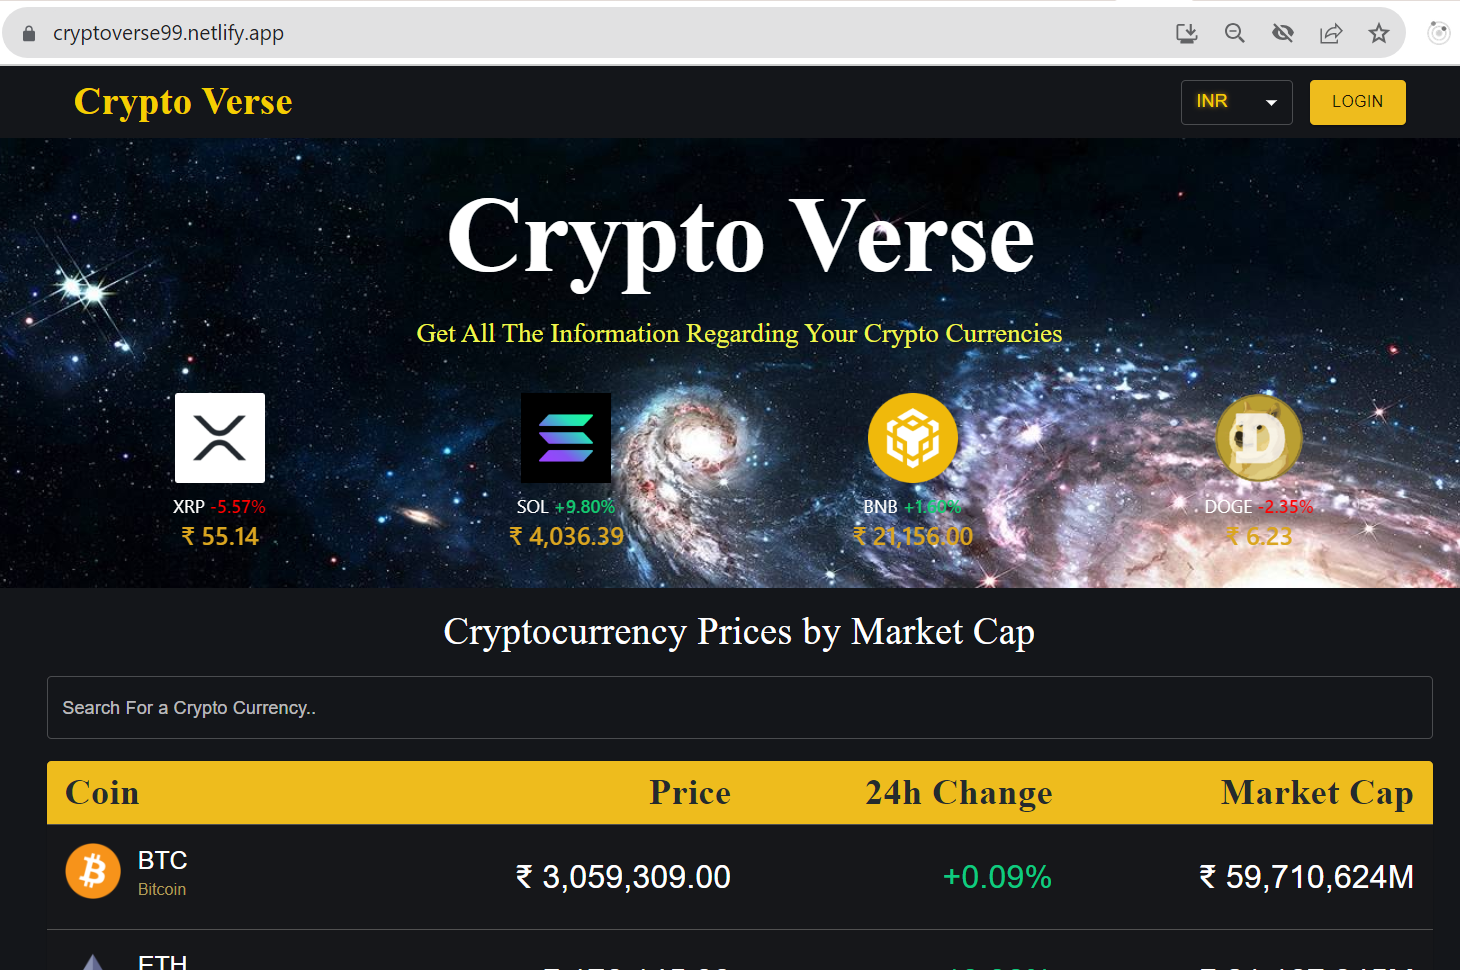 cryptoverse99.netlify.app
Crypto Verse
INR
LOGIN
Crypto Verse
Get All The Information Regarding Your Crypto Currencies
XRP -5.57%
₹ 55.14
SOL +9.80%
₹ 4,036.39
BNB +1.60%
₹ 21,156.00
DOGE -2.35%
₹ 6.23
Cryptocurrency Prices by Market Cap
Search For a Crypto Currency..
Coin Price 24h Change Market Cap
BTC
Bitcoin
₹ 3,059,309.00 +0.09% ₹ 59,710,624M
ETH